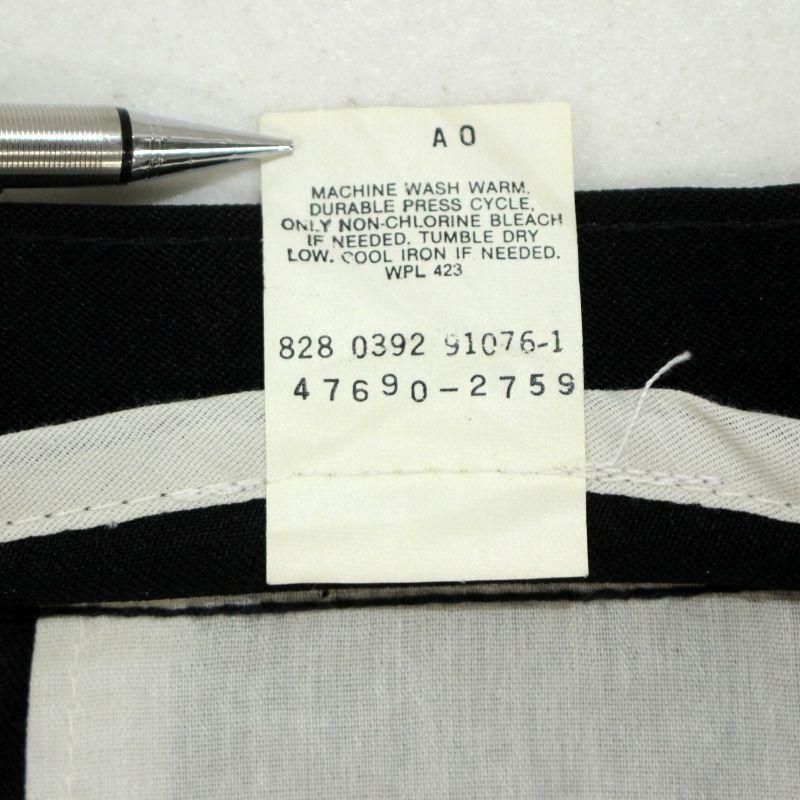 A 0
MACHINE WASH WARM.
DURABLE PRESS CYCLE,
ONLY NON-CHLORINE BLEACH
IF NEEDED. TUMBLE DRY
LOW. COOL IRON IF NEEDED.
WPL 423
828 0392 91076-1
47690-2759